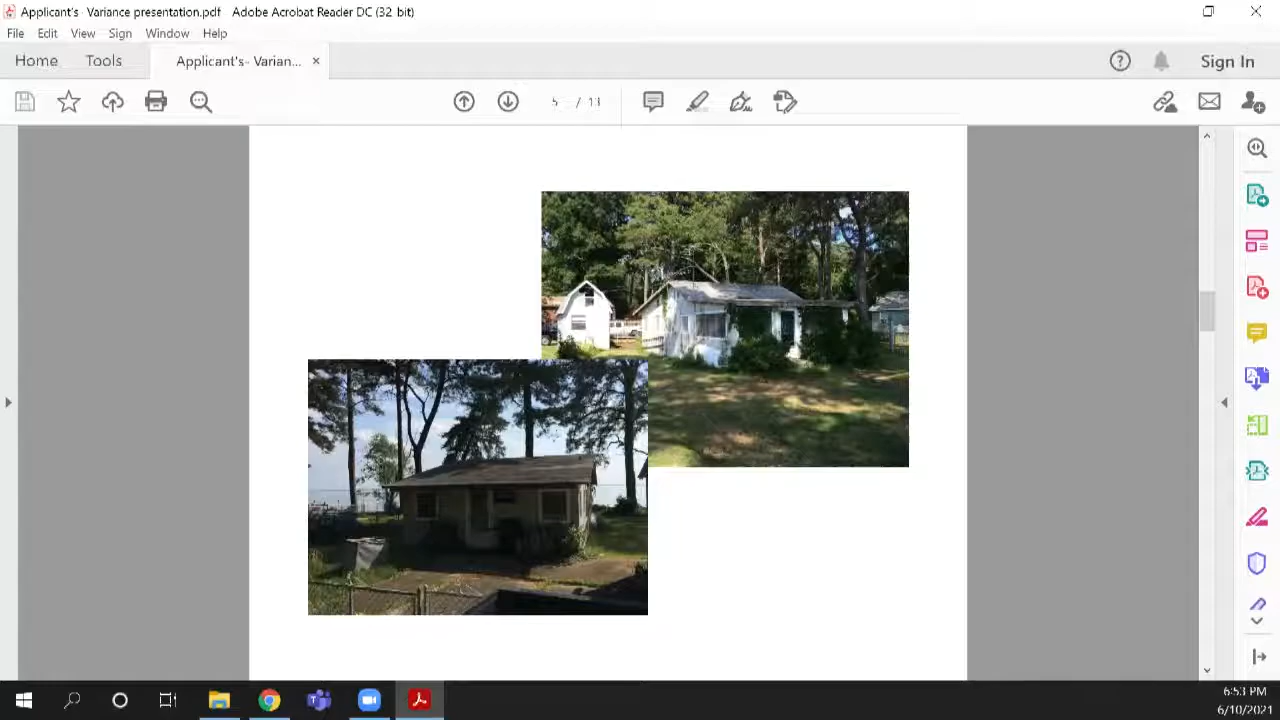 Applicant's- Variance presentation.pdf - Adobe Acrobat Reader DC (32-bit)
File Edit View Sign Window Help
Home Tools Applicant's- Varian... × Sign In
5 / 13
6:53 PM
6/10/2021